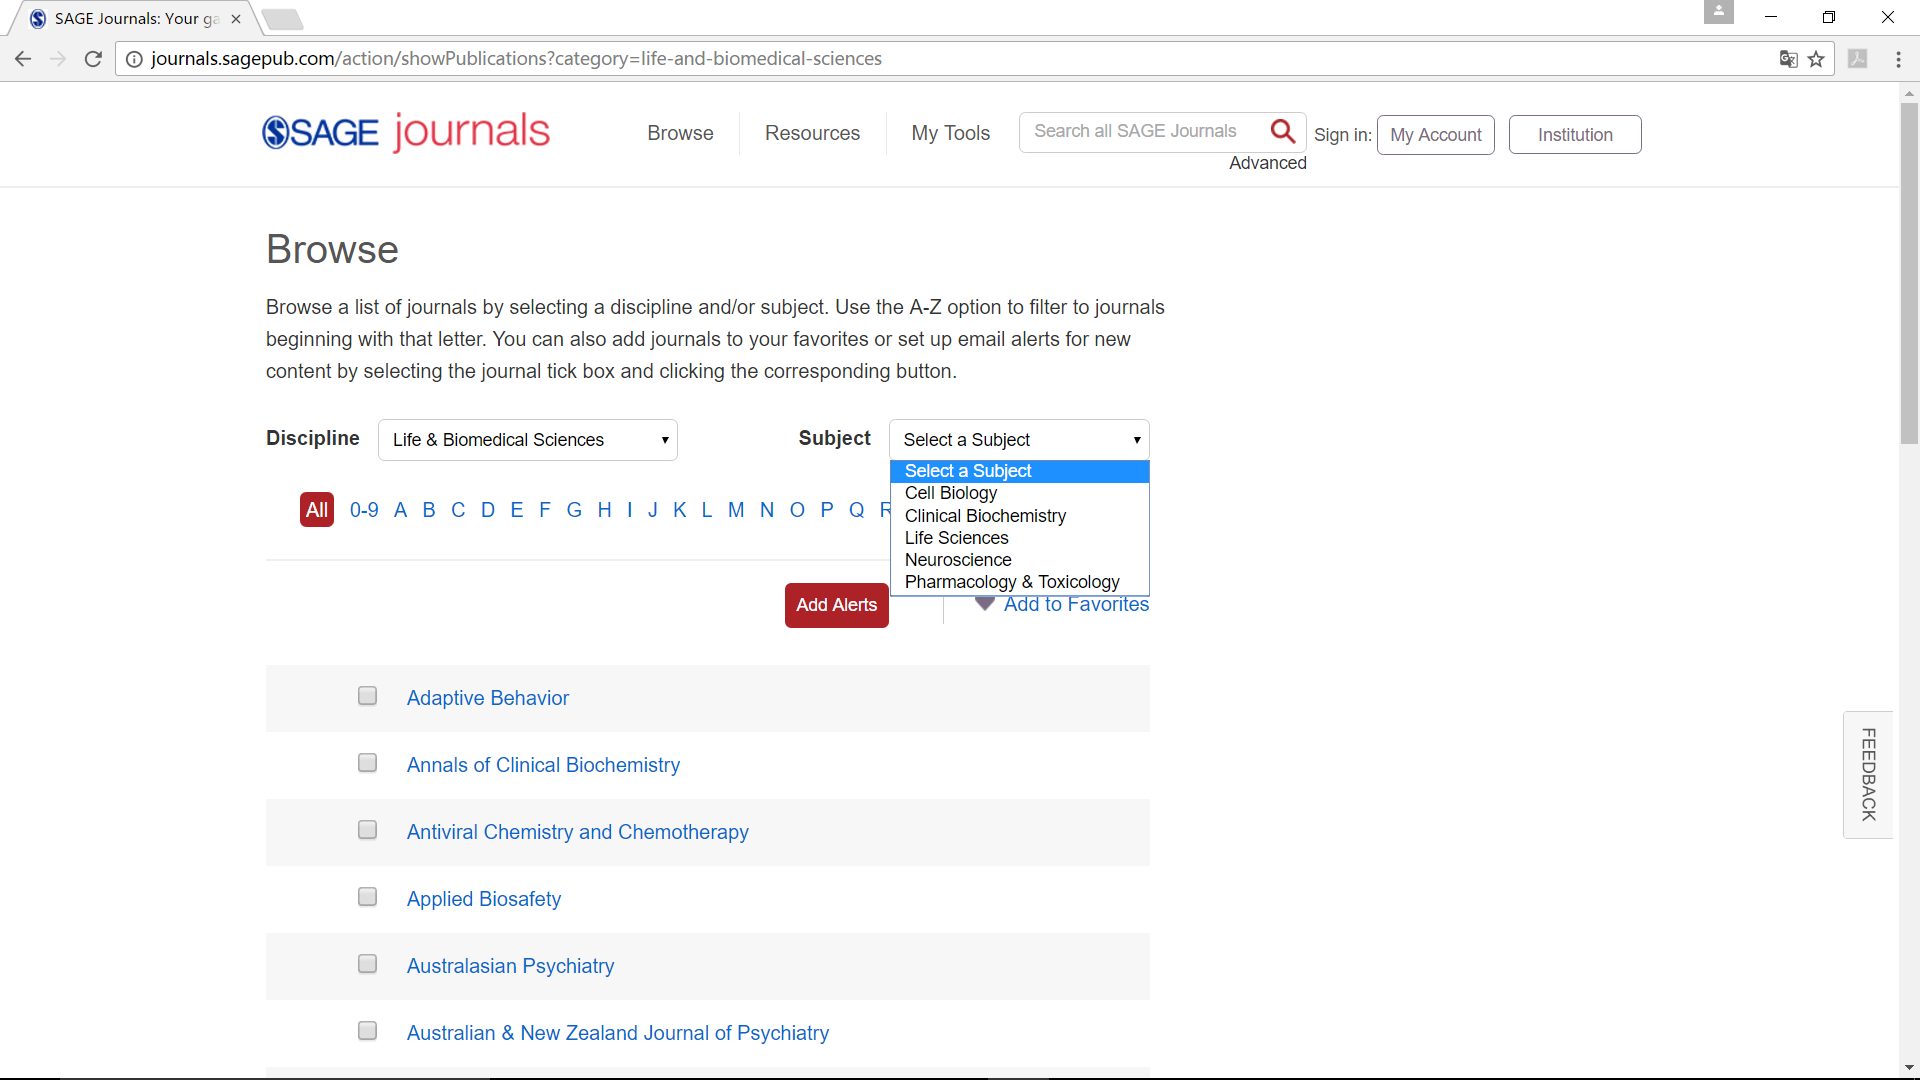 SAGE Journals: Your ga
journals.sagepub.com/action/showPublications?category=life-and-biomedical-sciences
SAGE journals
Browse
Resources
My Tools
Search all SAGE Journals
Sign in:
My Account
Institution
Advanced
Browse
Browse a list of journals by selecting a discipline and/or subject. Use the A-Z option to filter to journals
beginning with that letter. You can also add journals to your favorites or set up email alerts for new
content by selecting the journal tick box and clicking the corresponding button.
Discipline
Life & Biomedical Sciences
Subject
Select a Subject
Select a Subject
Cell Biology
Clinical Biochemistry
Life Sciences
Neuroscience
Pharmacology & Toxicology
All 0-9 A B C D E F G H I J K L M N O P Q R
Add Alerts
Add to Favorites
Adaptive Behavior
Annals of Clinical Biochemistry
Antiviral Chemistry and Chemotherapy
Applied Biosafety
Australasian Psychiatry
Australian & New Zealand Journal of Psychiatry
FEEDBACK